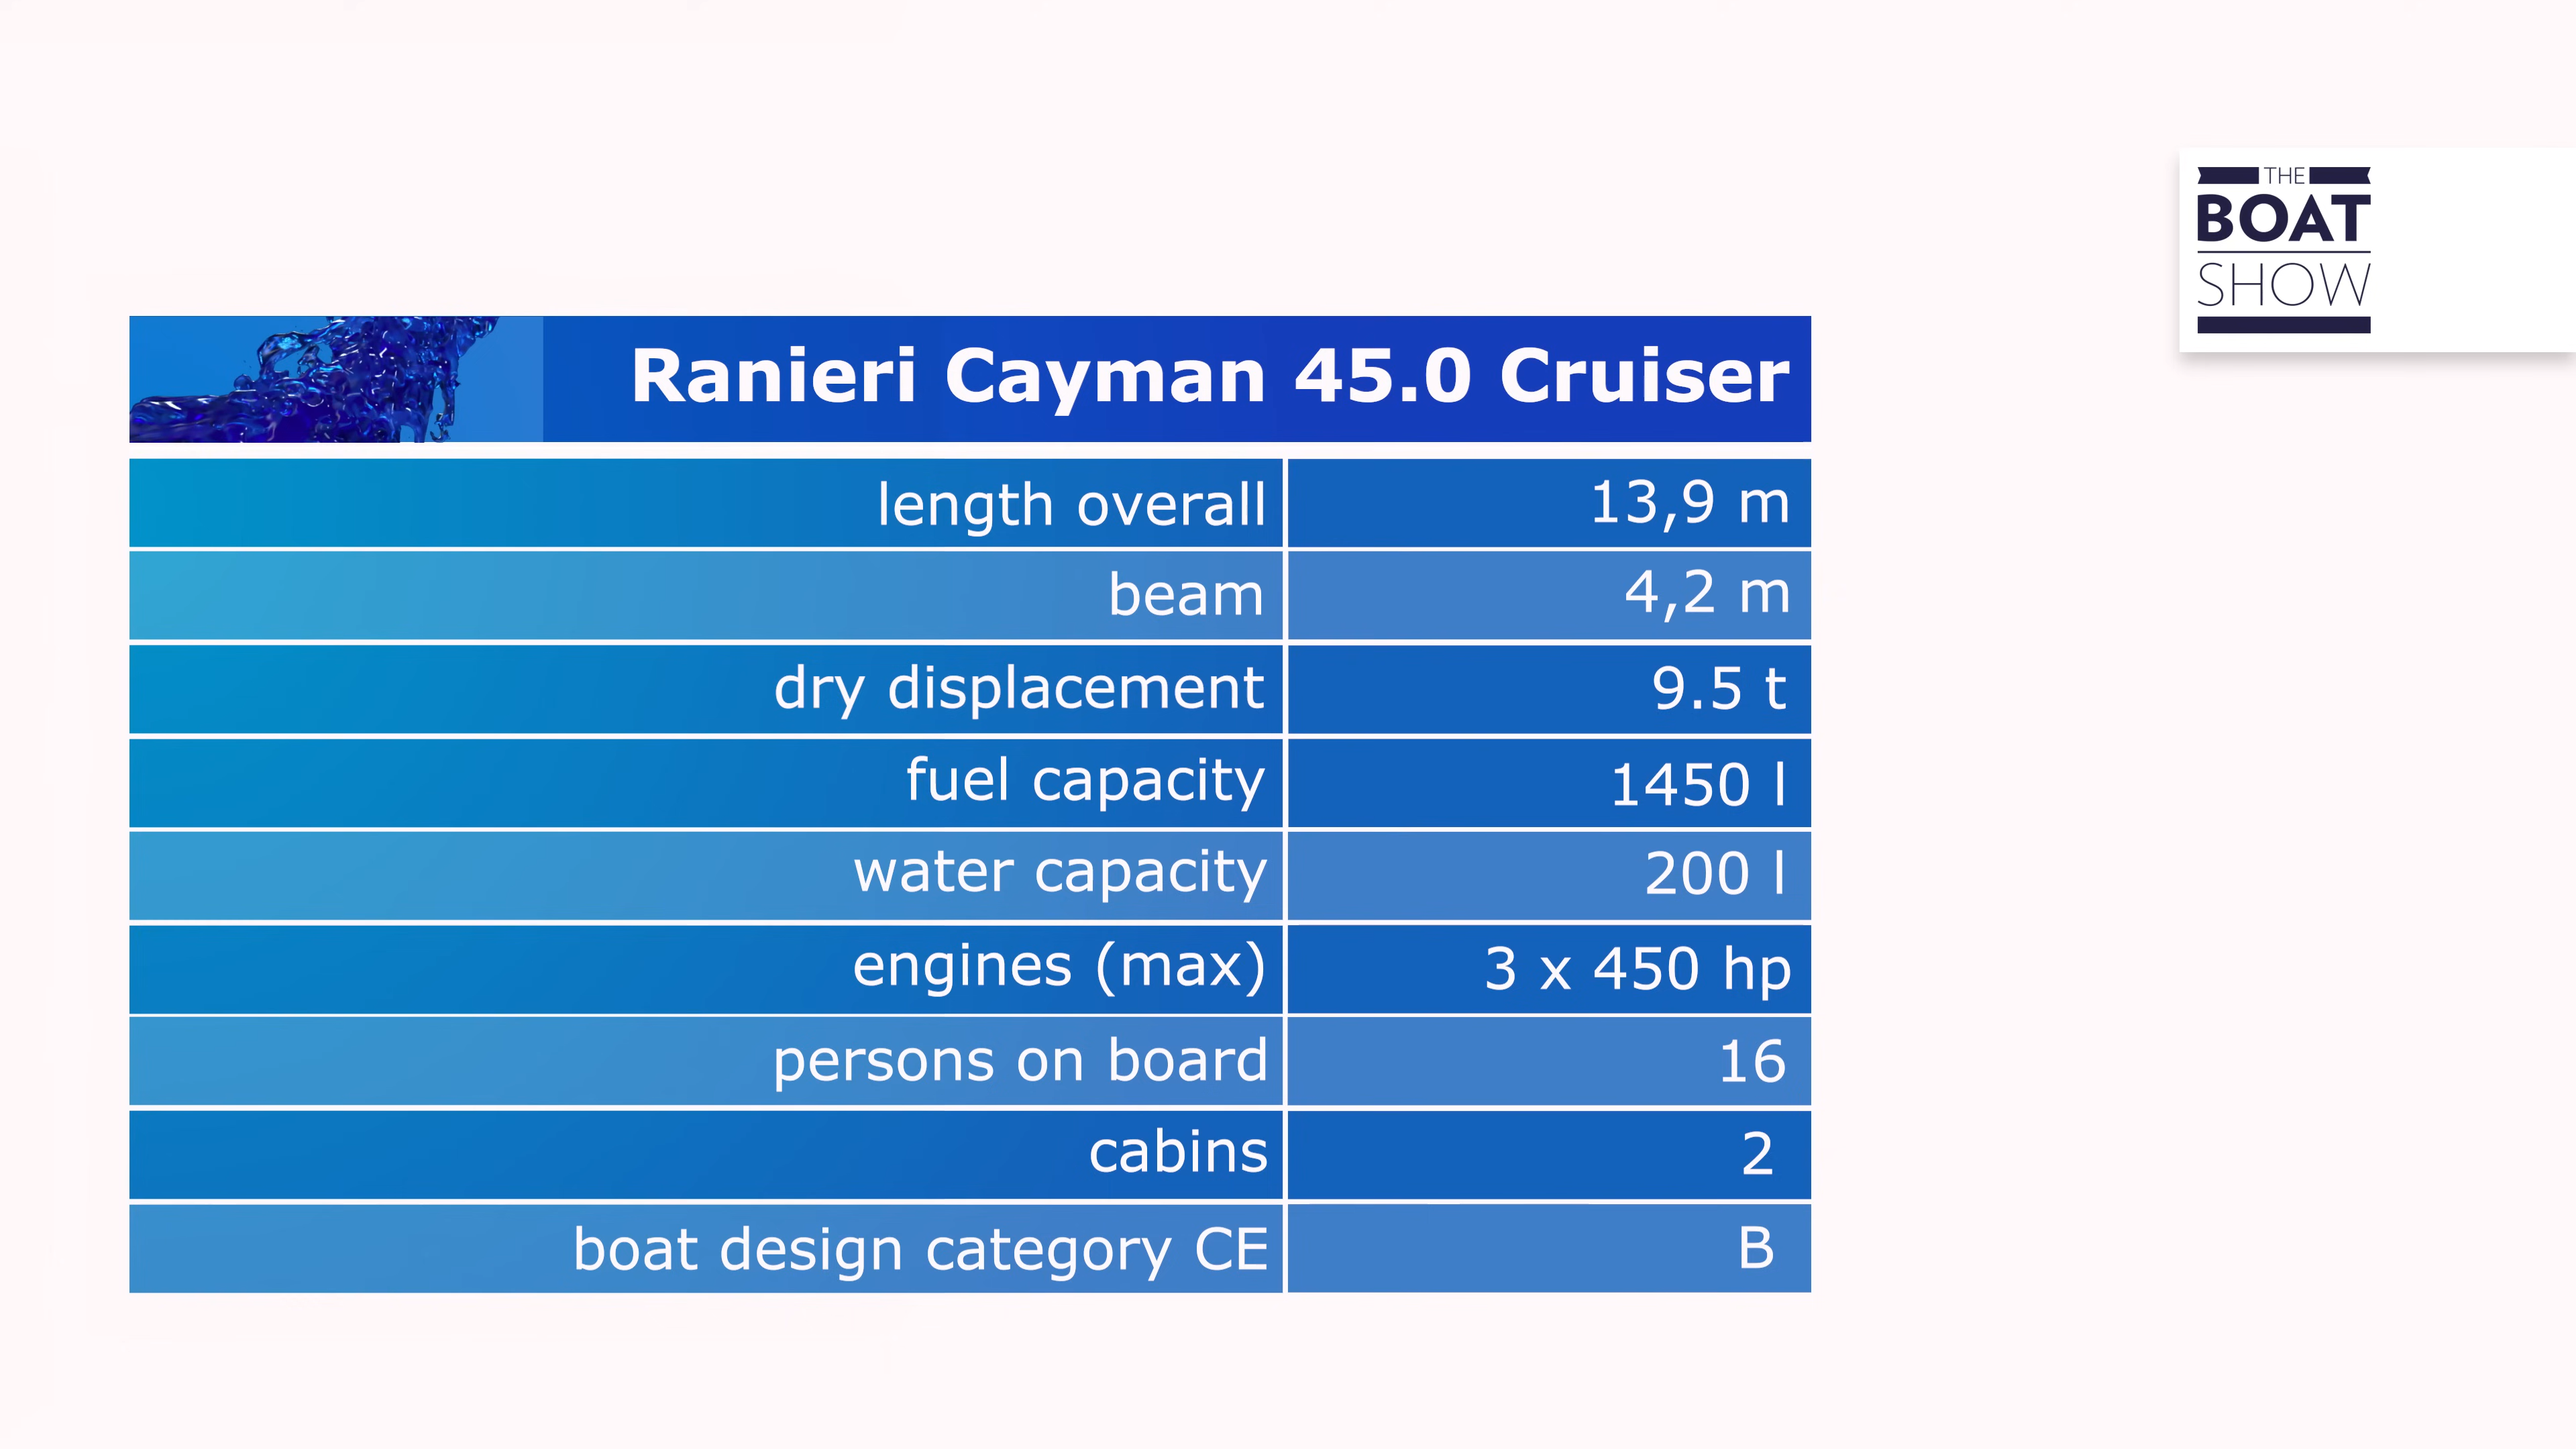 THE
BOAT
SHOW
Ranieri Cayman 45.0 Cruiser
length overall 13,9 m
beam 4,2 m
dry displacement 9.5 t
fuel capacity 1450 l
water capacity 200 l
engines (max) 3 x 450 hp
persons on board 16
cabins 2
boat design category CE B